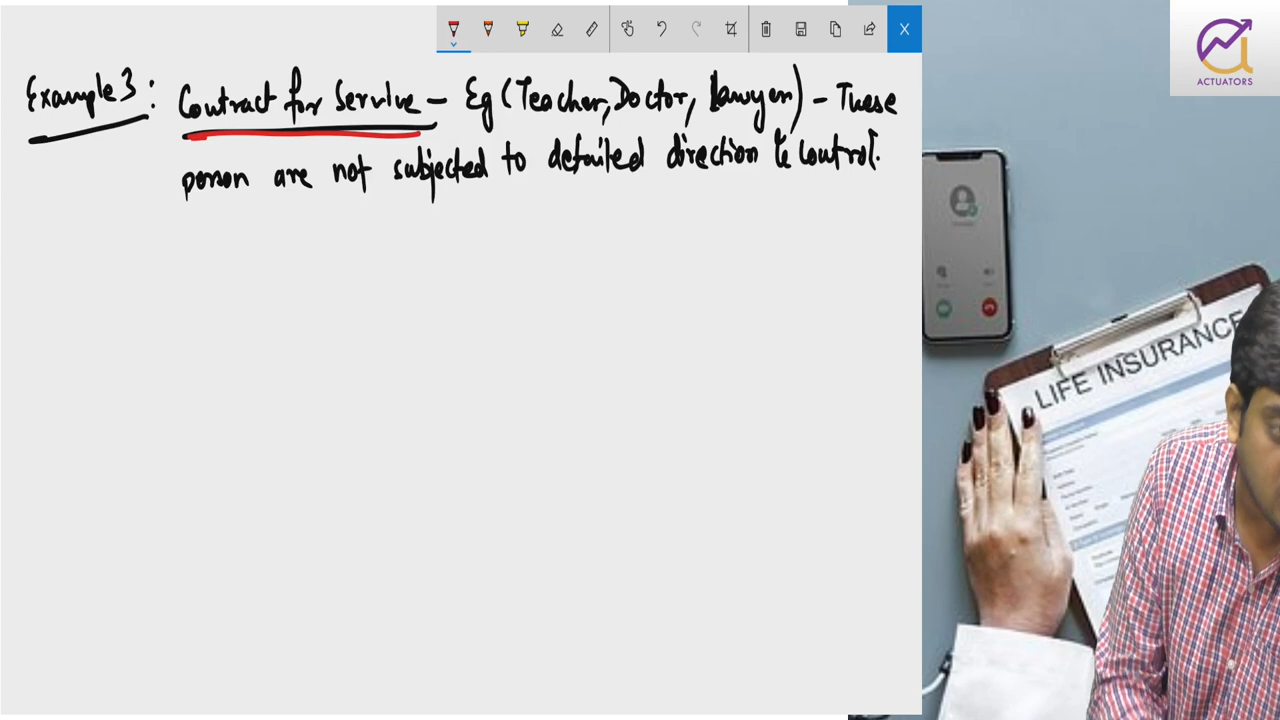 Example 3: Contract for Service - Eg (Teacher, Doctor, Lawyer) - These
person are not subjected to detailed direction & control.
ACTUATORS
LIFE INSURANCE